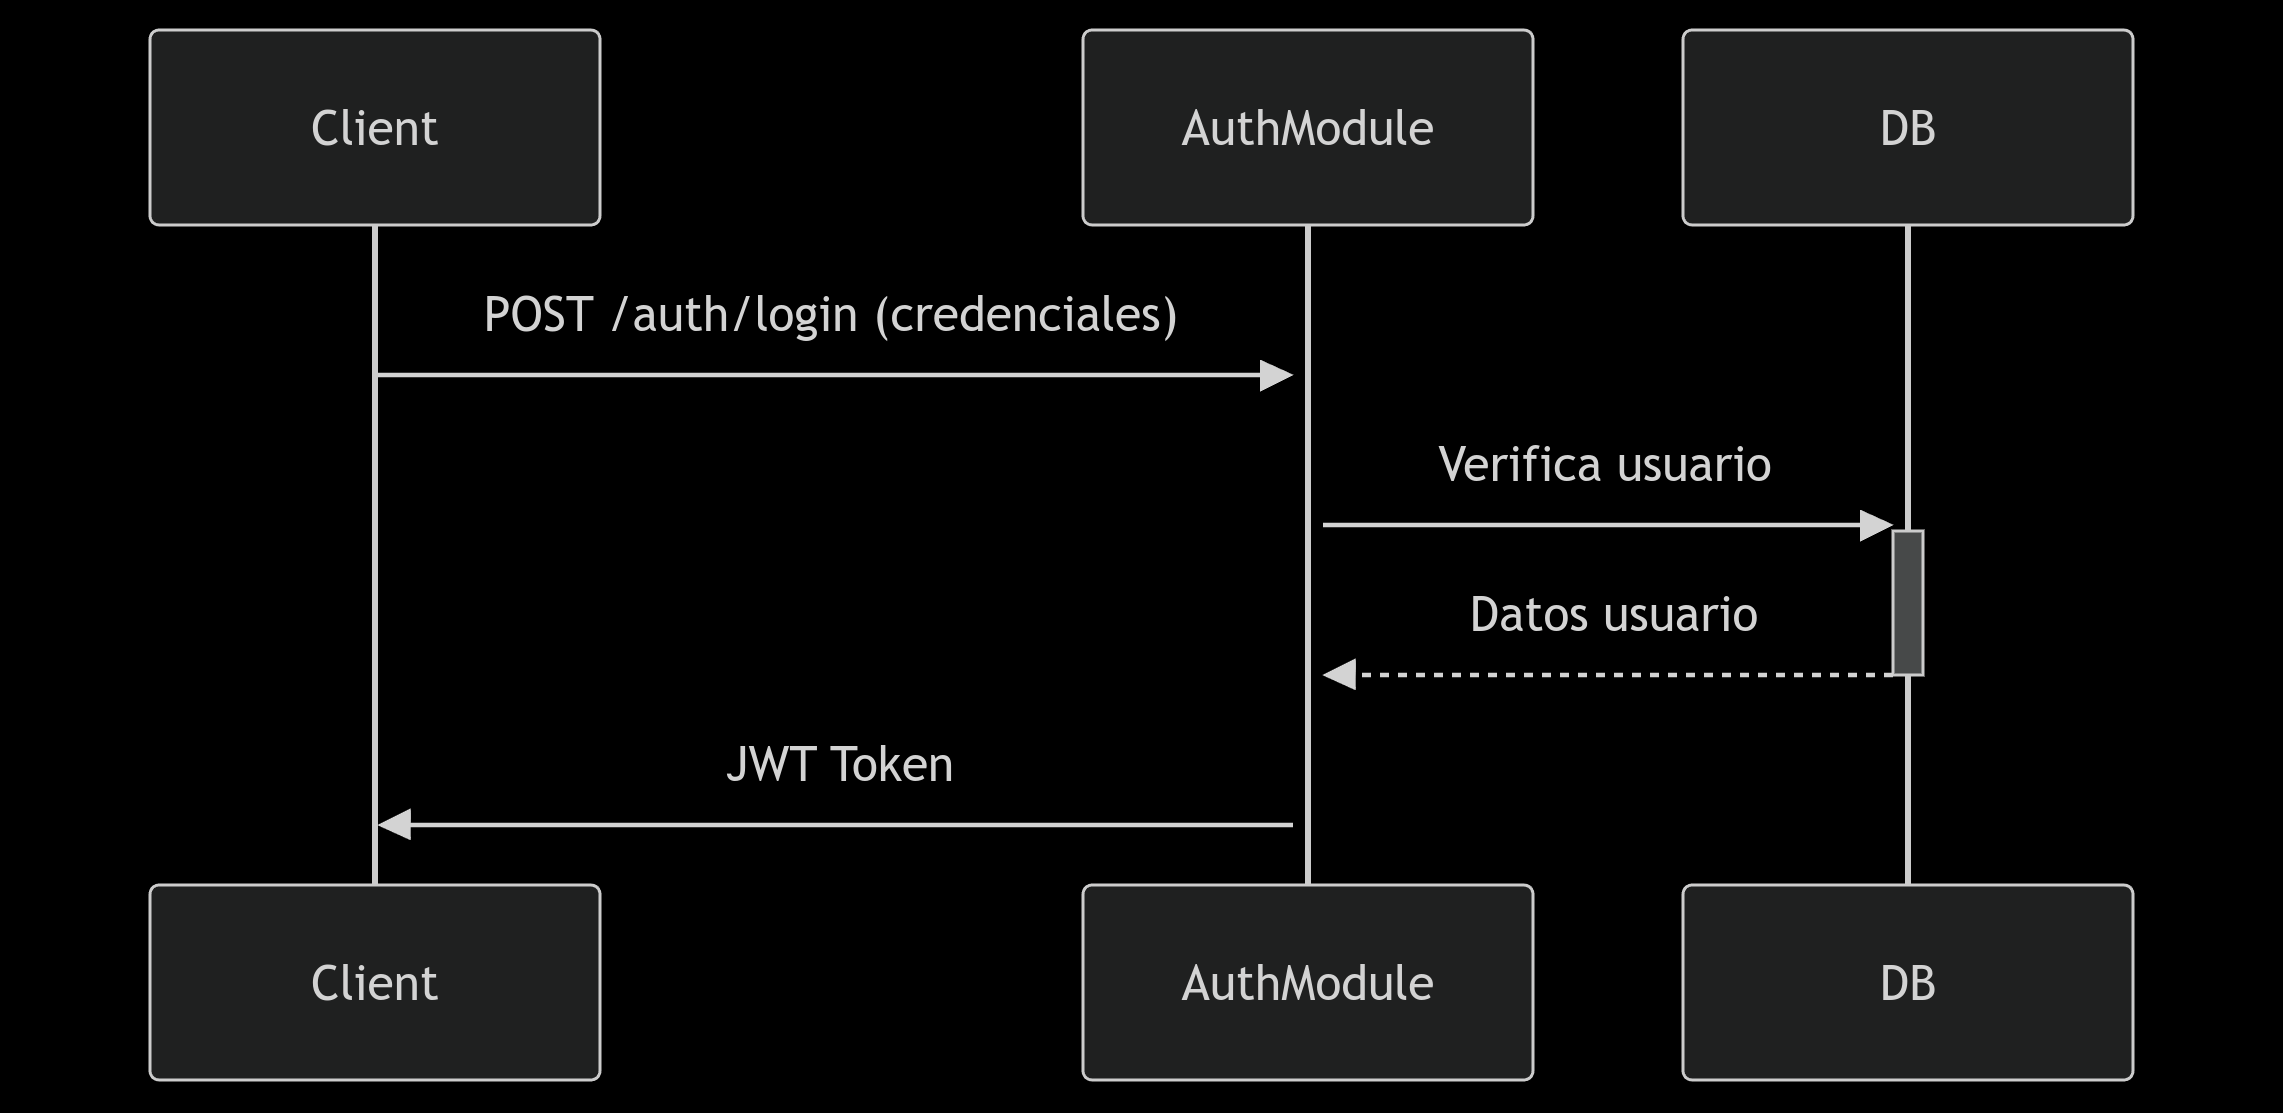 Client
AuthModule
DB
POST /auth/login (credenciales)
Verifica usuario
Datos usuario
JWT Token
Client
AuthModule
DB